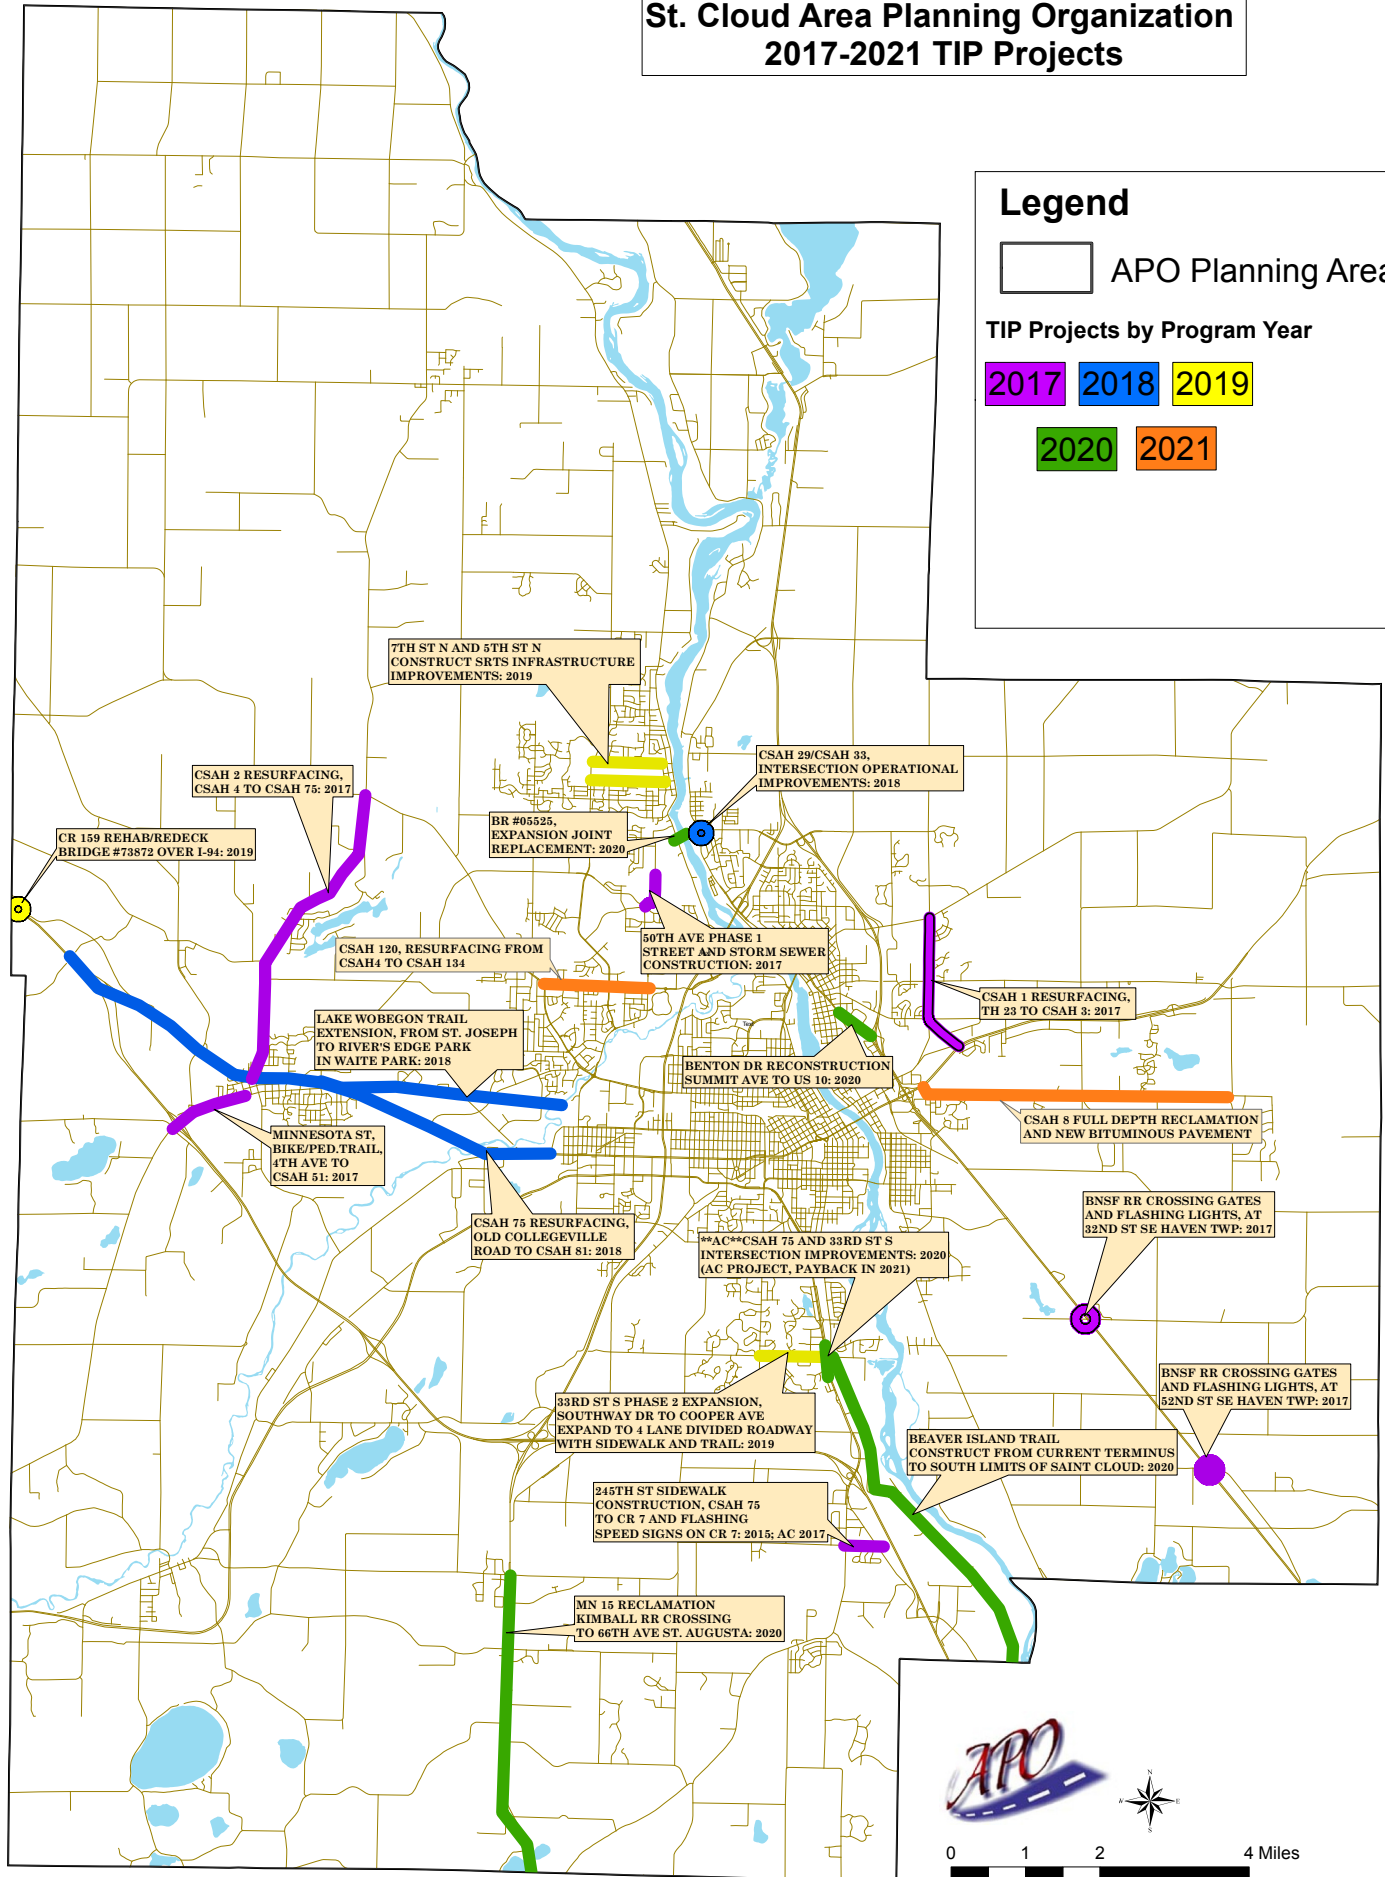 St. Cloud Area Planning Organization
2017-2021 TIP Projects
Legend
APO Planning Area
TIP Projects by Program Year
2017 2018 2019
2020 2021
7TH ST N AND 5TH ST N
CONSTRUCT SRTS INFRASTRUCTURE
IMPROVEMENTS: 2019
CSAH 29/CSAH 33,
INTERSECTION OPERATIONAL
IMPROVEMENTS: 2018
CSAH 2 RESURFACING,
CSAH 4 TO CSAH 75: 2017
BR #05525,
EXPANSION JOINT
REPLACEMENT: 2020
CR 159 REHAB/REDECK
BRIDGE #73872 OVER I-94: 2019
50TH AVE PHASE 1
STREET AND STORM SEWER
CONSTRUCTION: 2017
CSAH 120, RESURFACING FROM
CSAH4 TO CSAH 134
CSAH 1 RESURFACING,
TH 23 TO CSAH 3: 2017
LAKE WOBEGON TRAIL
EXTENSION, FROM ST. JOSEPH
TO RIVER'S EDGE PARK
IN WAITE PARK: 2018
Text
BENTON DR RECONSTRUCTION
SUMMIT AVE TO US 10: 2020
CSAH 8 FULL DEPTH RECLAMATION
AND NEW BITUMINOUS PAVEMENT
MINNESOTA ST,
BIKE/PED.TRAIL,
4TH AVE TO
CSAH 51: 2017
BNSF RR CROSSING GATES
AND FLASHING LIGHTS, AT
32ND ST SE HAVEN TWP: 2017
CSAH 75 RESURFACING,
OLD COLLEGEVILLE
ROAD TO CSAH 81: 2018
**AC**CSAH 75 AND 33RD ST S
INTERSECTION IMPROVEMENTS: 2020
(AC PROJECT, PAYBACK IN 2021)
BNSF RR CROSSING GATES
AND FLASHING LIGHTS, AT
52ND ST SE HAVEN TWP: 2017
33RD ST S PHASE 2 EXPANSION,
SOUTHWAY DR TO COOPER AVE
EXPAND TO 4 LANE DIVIDED ROADWAY
WITH SIDEWALK AND TRAIL: 2019
BEAVER ISLAND TRAIL
CONSTRUCT FROM CURRENT TERMINUS
TO SOUTH LIMITS OF SAINT CLOUD: 2020
245TH ST SIDEWALK
CONSTRUCTION, CSAH 75
TO CR 7 AND FLASHING
SPEED SIGNS ON CR 7: 2015; AC 2017
MN 15 RECLAMATION
KIMBALL RR CROSSING
TO 66TH AVE ST. AUGUSTA: 2020
APO
N
W E
S
0 1 2 4 Miles